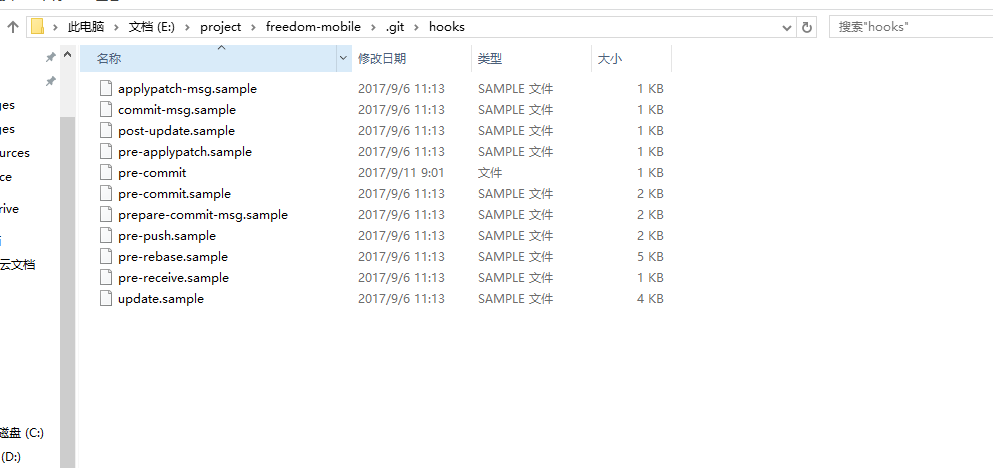 此电脑 > 文档 (E:) > project > freedom-mobile > .git > hooks
搜索"hooks"
名称 修改日期 类型 大小
applypatch-msg.sample 2017/9/6 11:13 SAMPLE 文件 1 KB
commit-msg.sample 2017/9/6 11:13 SAMPLE 文件 1 KB
post-update.sample 2017/9/6 11:13 SAMPLE 文件 1 KB
pre-applypatch.sample 2017/9/6 11:13 SAMPLE 文件 1 KB
pre-commit 2017/9/11 9:01 文件 1 KB
pre-commit.sample 2017/9/6 11:13 SAMPLE 文件 2 KB
prepare-commit-msg.sample 2017/9/6 11:13 SAMPLE 文件 2 KB
pre-push.sample 2017/9/6 11:13 SAMPLE 文件 2 KB
pre-rebase.sample 2017/9/6 11:13 SAMPLE 文件 5 KB
pre-receive.sample 2017/9/6 11:13 SAMPLE 文件 1 KB
update.sample 2017/9/6 11:13 SAMPLE 文件 4 KB
ges
ges
urces
ce
rive
云文档
磁盘 (C:)
(D:)